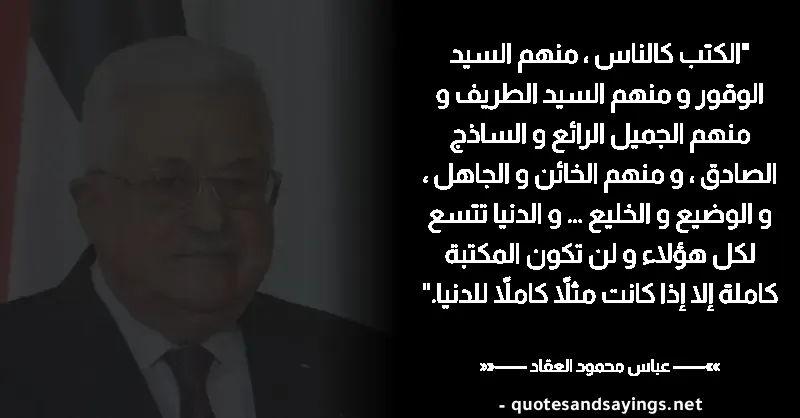 "الكتب كالناس ، منهم السيد
الوقور و منهم السيد الطريف و
منهم الجميل الرائع و الساذج
الصادق ، و منهم الخائن و الجاهل ،
و الوضيع و الخليع ... و الدنيا تتسع
لكل هؤلاء و لن تكون المكتبة
كاملة إلا إذا كانت مثلًا كاملًا للدنيا."
»—— عباس محمود العقاد ——««
- quotesandsayings.net